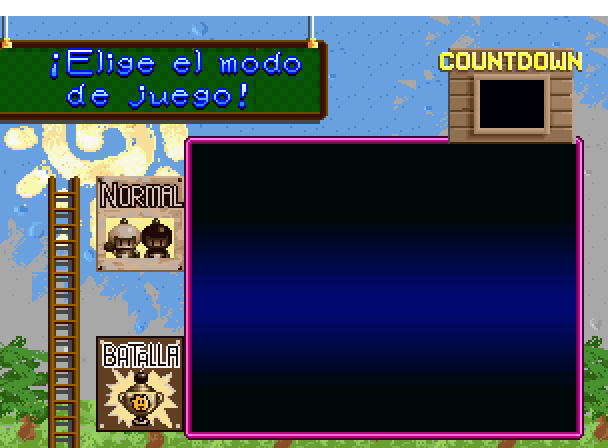 ¡Elige el modo
de juego!
COUNTDOWN
NORMAL
BATALLA